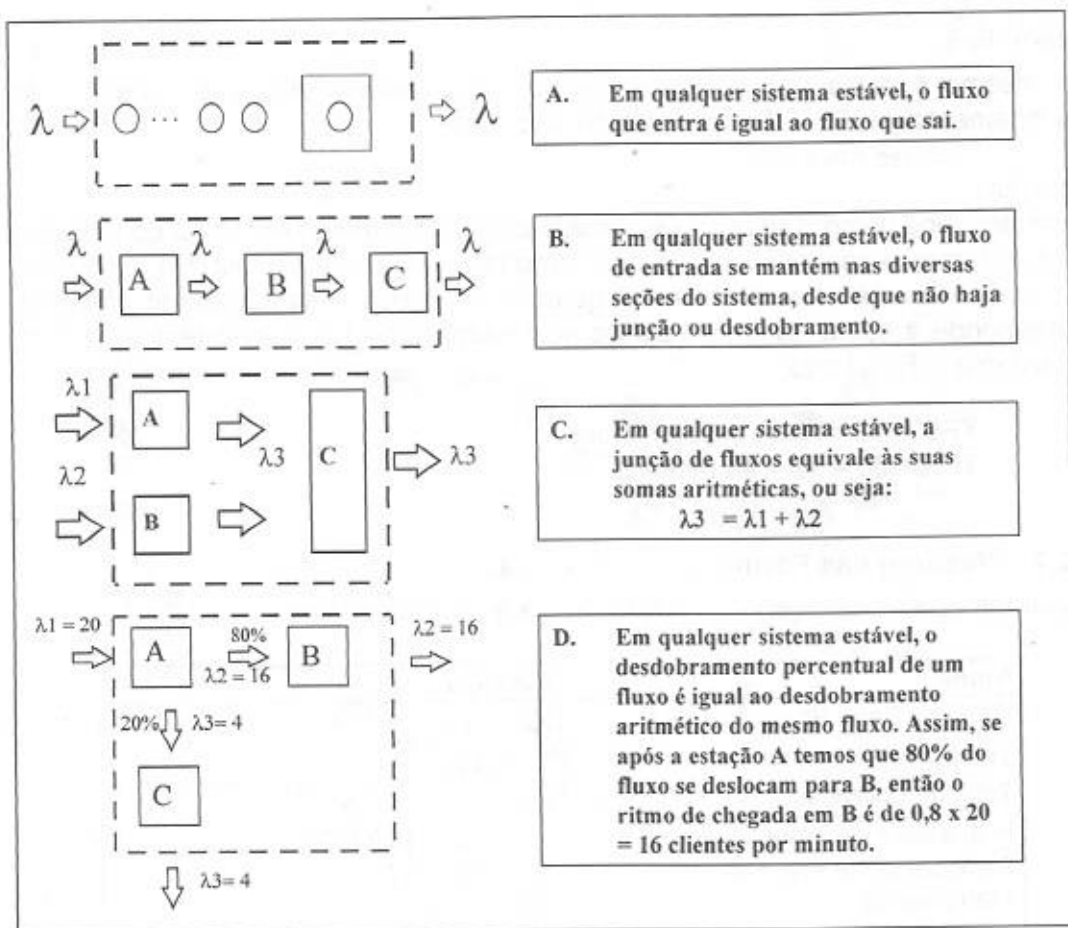 λ ⇨ ○ ··· ○ ○ ○ ⇨ λ
A. Em qualquer sistema estável, o fluxo
que entra é igual ao fluxo que sai.
λ λ λ λ
A B C
B. Em qualquer sistema estável, o fluxo
de entrada se mantém nas diversas
seções do sistema, desde que não haja
junção ou desdobramento.
λ1
A
λ2
λ3 C λ3
B
C. Em qualquer sistema estável, a
junção de fluxos equivale às suas
somas aritméticas, ou seja:
λ3 = λ1 + λ2
λ1 = 20 A 80% B λ2 = 16
λ2 = 16
20% λ3= 4
C
λ3= 4
D. Em qualquer sistema estável, o
desdobramento percentual de um
fluxo é igual ao desdobramento
aritmético do mesmo fluxo. Assim, se
após a estação A temos que 80% do
fluxo se deslocam para B, então o
ritmo de chegada em B é de 0,8 x 20
= 16 clientes por minuto.